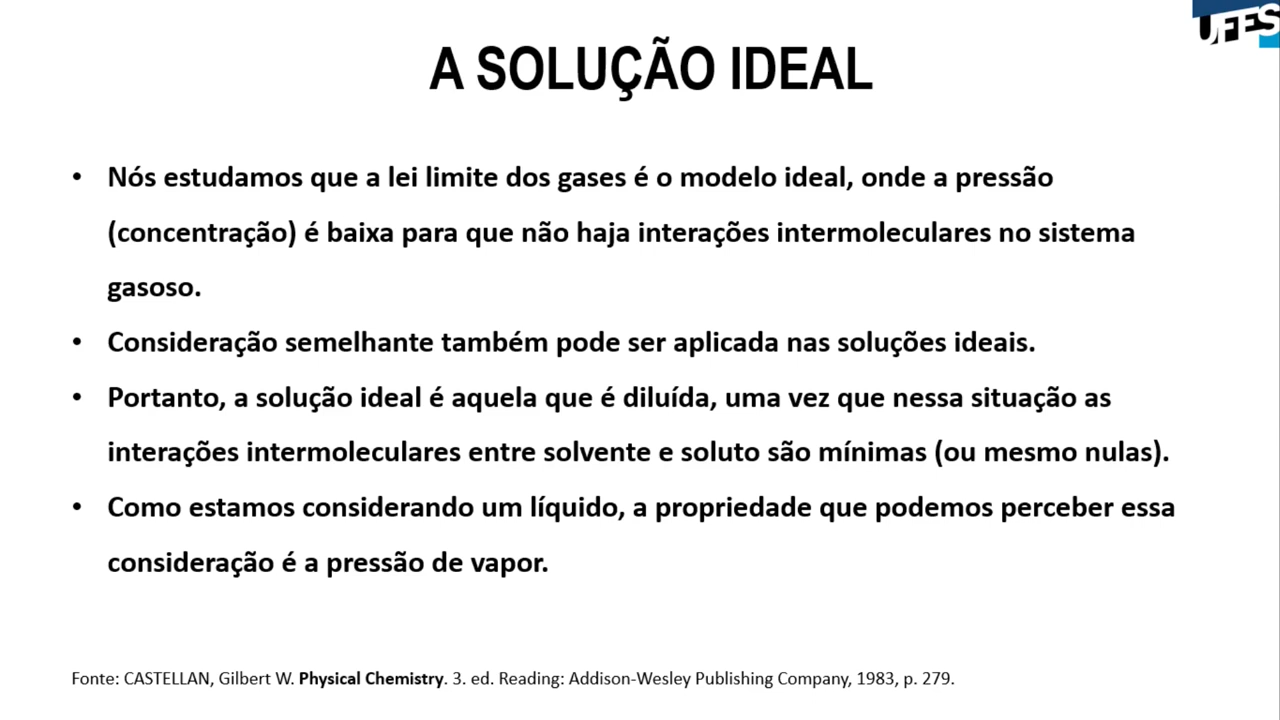 UFES
A SOLUÇÃO IDEAL
• Nós estudamos que a lei limite dos gases é o modelo ideal, onde a pressão
(concentração) é baixa para que não haja interações intermoleculares no sistema
gasoso.
• Consideração semelhante também pode ser aplicada nas soluções ideais.
• Portanto, a solução ideal é aquela que é diluída, uma vez que nessa situação as
interações intermoleculares entre solvente e soluto são mínimas (ou mesmo nulas).
• Como estamos considerando um líquido, a propriedade que podemos perceber essa
consideração é a pressão de vapor.
Fonte: CASTELLAN, Gilbert W. Physical Chemistry. 3. ed. Reading: Addison-Wesley Publishing Company, 1983, p. 279.